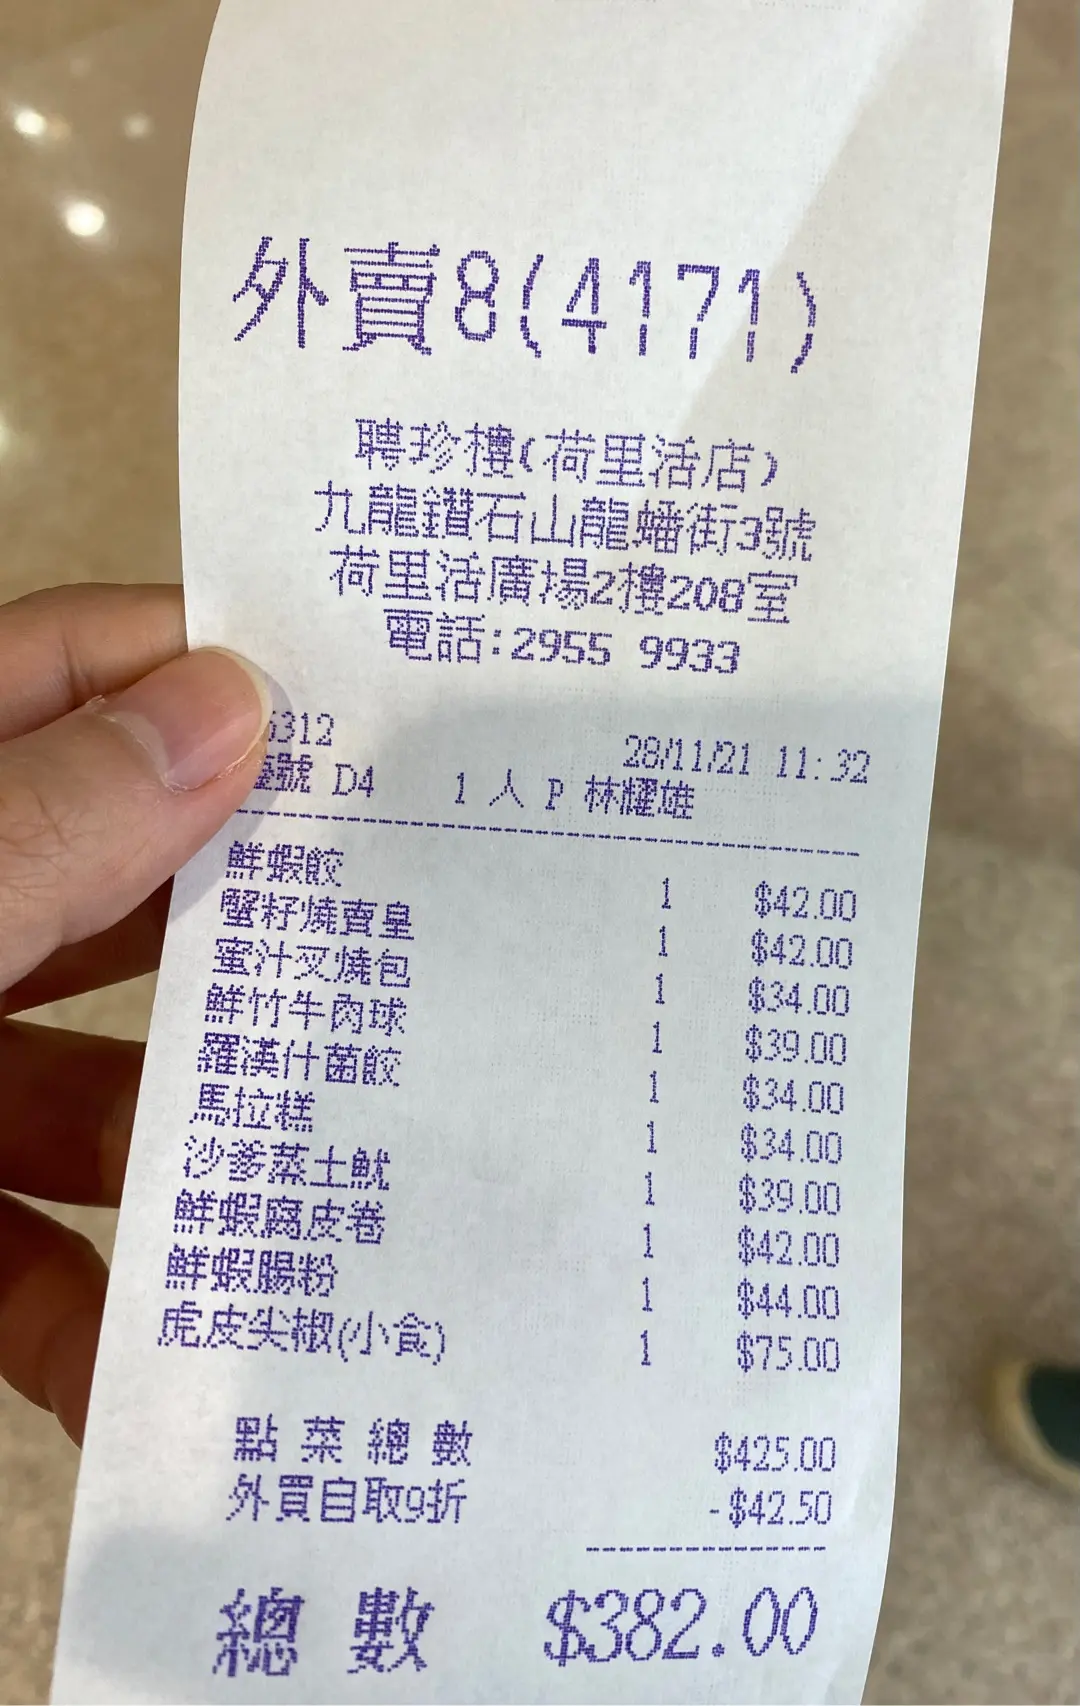 外賣8(4171)
聘珍樓(荷里活店)
九龍鑽石山龍蟠街3號
荷里活廣場2樓208室
電話:2955 9933
6312 28/11/21 11:32
號 D4 1 人 P 林耀雄
鮮蝦餃 1 $42.00
蟹籽燒賣皇 1 $42.00
蜜汁叉燒包 1 $34.00
鮮竹牛肉球 1 $39.00
羅漢什菌餃 1 $34.00
馬拉糕 1 $34.00
沙爹蒸土魷 1 $39.00
鮮蝦腐皮卷 1 $42.00
鮮蝦腸粉 1 $44.00
虎皮尖椒(小食) 1 $75.00
點菜總數 $425.00
外買自取9折 -$42.50
總數 $382.00